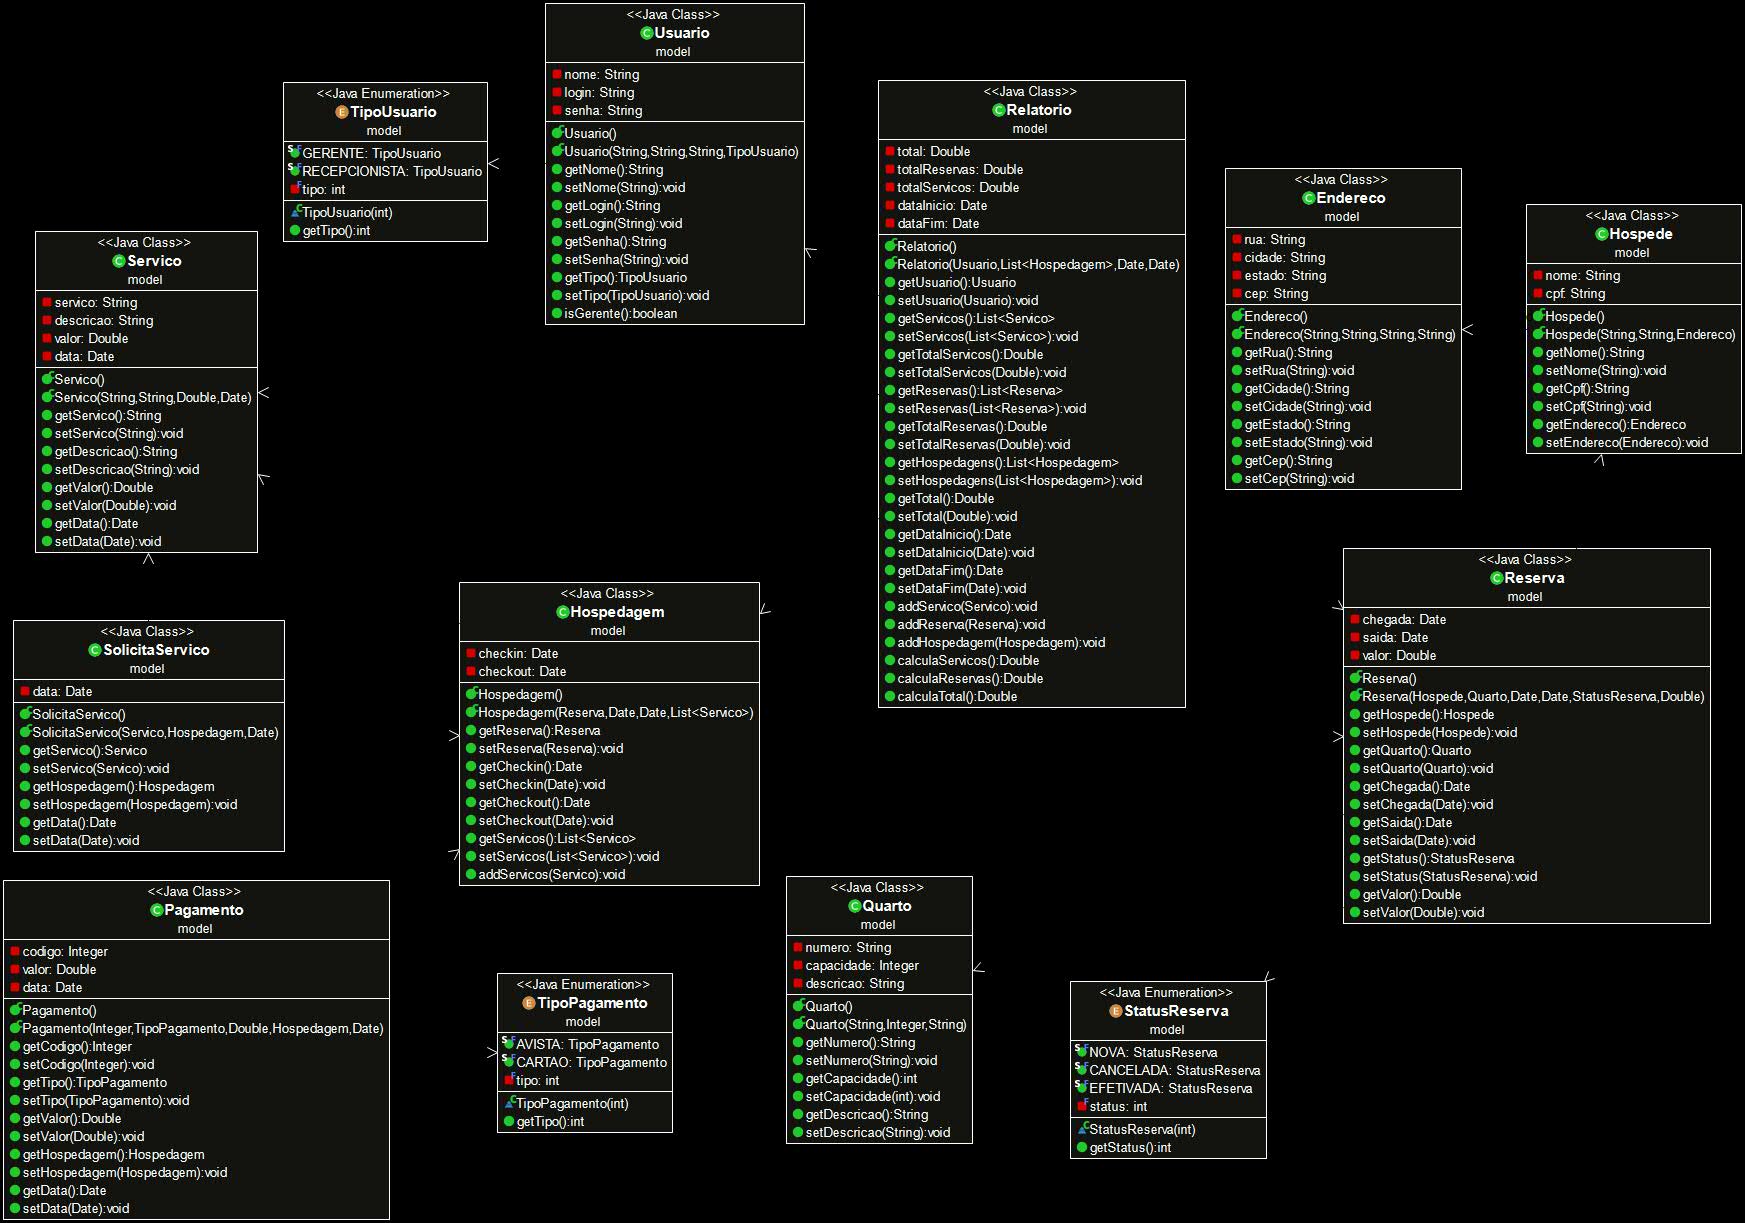 <<Java Class>>
Usuario
model
nome: String
login: String
senha: String
Usuario()
Usuario(String,String,String,TipoUsuario)
getNome():String
setNome(String):void
getLogin():String
setLogin(String):void
getSenha():String
setSenha(String):void
getTipo():TipoUsuario
setTipo(TipoUsuario):void
isGerente():boolean
<<Java Enumeration>>
TipoUsuario
model
GERENTE: TipoUsuario
RECEPCIONISTA: TipoUsuario
tipo: int
TipoUsuario(int)
getTipo():int
<<Java Class>>
Relatorio
model
total: Double
totalReservas: Double
totalServicos: Double
dataInicio: Date
dataFim: Date
Relatorio()
Relatorio(Usuario,List<Hospedagem>,Date,Date)
getUsuario():Usuario
setUsuario(Usuario):void
getServicos():List<Servico>
setServicos(List<Servico>):void
getTotalServicos():Double
setTotalServicos(Double):void
getReservas():List<Reserva>
setReservas(List<Reserva>):void
getTotalReservas():Double
setTotalReservas(Double):void
getHospedagens():List<Hospedagem>
setHospedagens(List<Hospedagem>):void
getTotal():Double
setTotal(Double):void
getDataInicio():Date
setDataInicio(Date):void
getDataFim():Date
setDataFim(Date):void
addServico(Servico):void
addReserva(Reserva):void
addHospedagem(Hospedagem):void
calculaServicos():Double
calculaReservas():Double
calculaTotal():Double
<<Java Class>>
Endereco
model
rua: String
cidade: String
estado: String
cep: String
Endereco()
Endereco(String,String,String,String)
getRua():String
setRua(String):void
getCidade():String
setCidade(String):void
getEstado():String
setEstado(String):void
getCep():String
setCep(String):void
<<Java Class>>
Hospede
model
nome: String
cpf: String
Hospede()
Hospede(String,String,Endereco)
getNome():String
setNome(String):void
getCpf():String
setCpf(String):void
getEndereco():Endereco
setEndereco(Endereco):void
<<Java Class>>
Servico
model
servico: String
descricao: String
valor: Double
data: Date
Servico()
Servico(String,String,Double,Date)
getServico():String
setServico(String):void
getDescricao():String
setDescricao(String):void
getValor():Double
setValor(Double):void
getData():Date
setData(Date):void
<<Java Class>>
Hospedagem
model
checkin: Date
checkout: Date
Hospedagem()
Hospedagem(Reserva,Date,Date,List<Servico>)
getReserva():Reserva
setReserva(Reserva):void
getCheckin():Date
setCheckin(Date):void
getCheckout():Date
setCheckout(Date):void
getServicos():List<Servico>
setServicos(List<Servico>):void
addServicos(Servico):void
<<Java Class>>
Reserva
model
chegada: Date
saida: Date
valor: Double
Reserva()
Reserva(Hospede,Quarto,Date,Date,StatusReserva,Double)
getHospede():Hospede
setHospede(Hospede):void
getQuarto():Quarto
setQuarto(Quarto):void
getChegada():Date
setChegada(Date):void
getSaida():Date
setSaida(Date):void
getStatus():StatusReserva
setStatus(StatusReserva):void
getValor():Double
setValor(Double):void
<<Java Class>>
SolicitaServico
model
data: Date
SolicitaServico()
SolicitaServico(Servico,Hospedagem,Date)
getServico():Servico
setServico(Servico):void
getHospedagem():Hospedagem
setHospedagem(Hospedagem):void
getData():Date
setData(Date):void
<<Java Class>>
Pagamento
model
codigo: Integer
valor: Double
data: Date
Pagamento()
Pagamento(Integer,TipoPagamento,Double,Hospedagem,Date)
getCodigo():Integer
setCodigo(Integer):void
getTipo():TipoPagamento
setTipo(TipoPagamento):void
getValor():Double
setValor(Double):void
getHospedagem():Hospedagem
setHospedagem(Hospedagem):void
getData():Date
setData(Date):void
<<Java Enumeration>>
TipoPagamento
model
AVISTA: TipoPagamento
CARTAO: TipoPagamento
tipo: int
TipoPagamento(int)
getTipo():int
<<Java Class>>
Quarto
model
numero: String
capacidade: Integer
descricao: String
Quarto()
Quarto(String,Integer,String)
getNumero():String
setNumero(String):void
getCapacidade():int
setCapacidade(int):void
getDescricao():String
setDescricao(String):void
<<Java Enumeration>>
StatusReserva
model
NOVA: StatusReserva
CANCELADA: StatusReserva
EFETIVADA: StatusReserva
status: int
StatusReserva(int)
getStatus():int